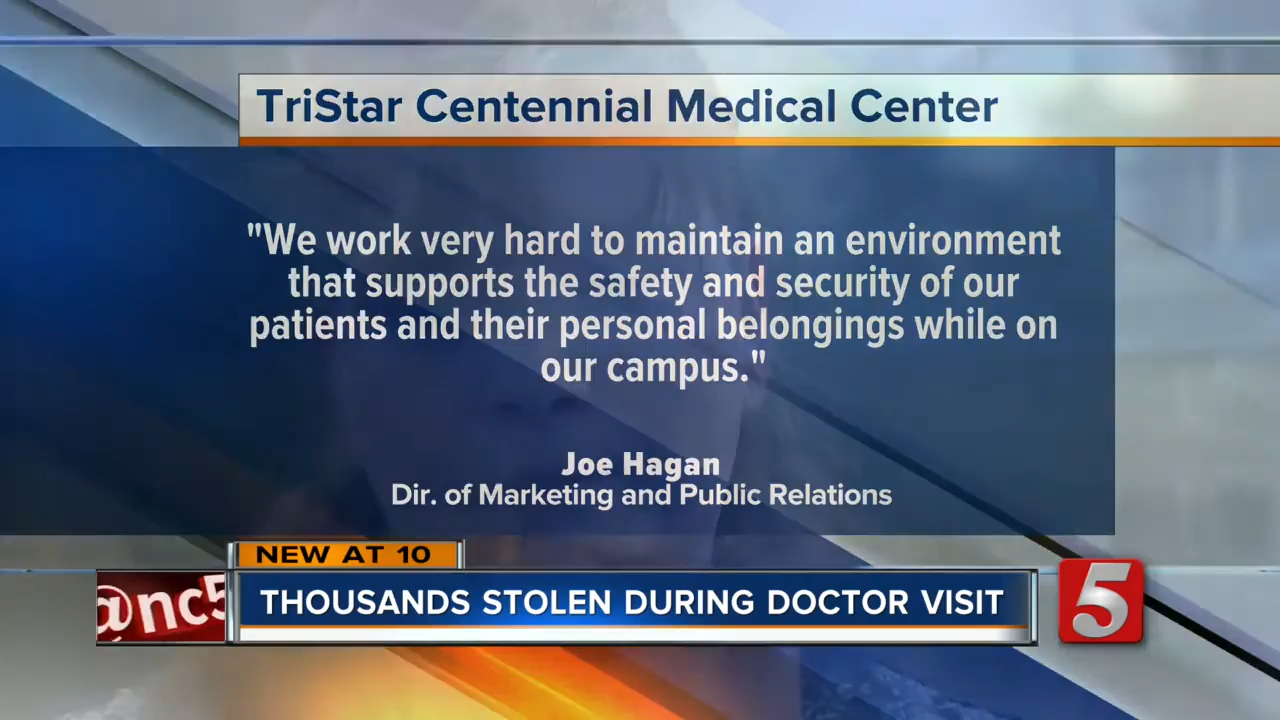 TriStar Centennial Medical Center
"We work very hard to maintain an environment
that supports the safety and security of our
patients and their personal belongings while on
our campus."
Joe Hagan
Dir. of Marketing and Public Relations
NEW AT 10
@nc5
THOUSANDS STOLEN DURING DOCTOR VISIT
5